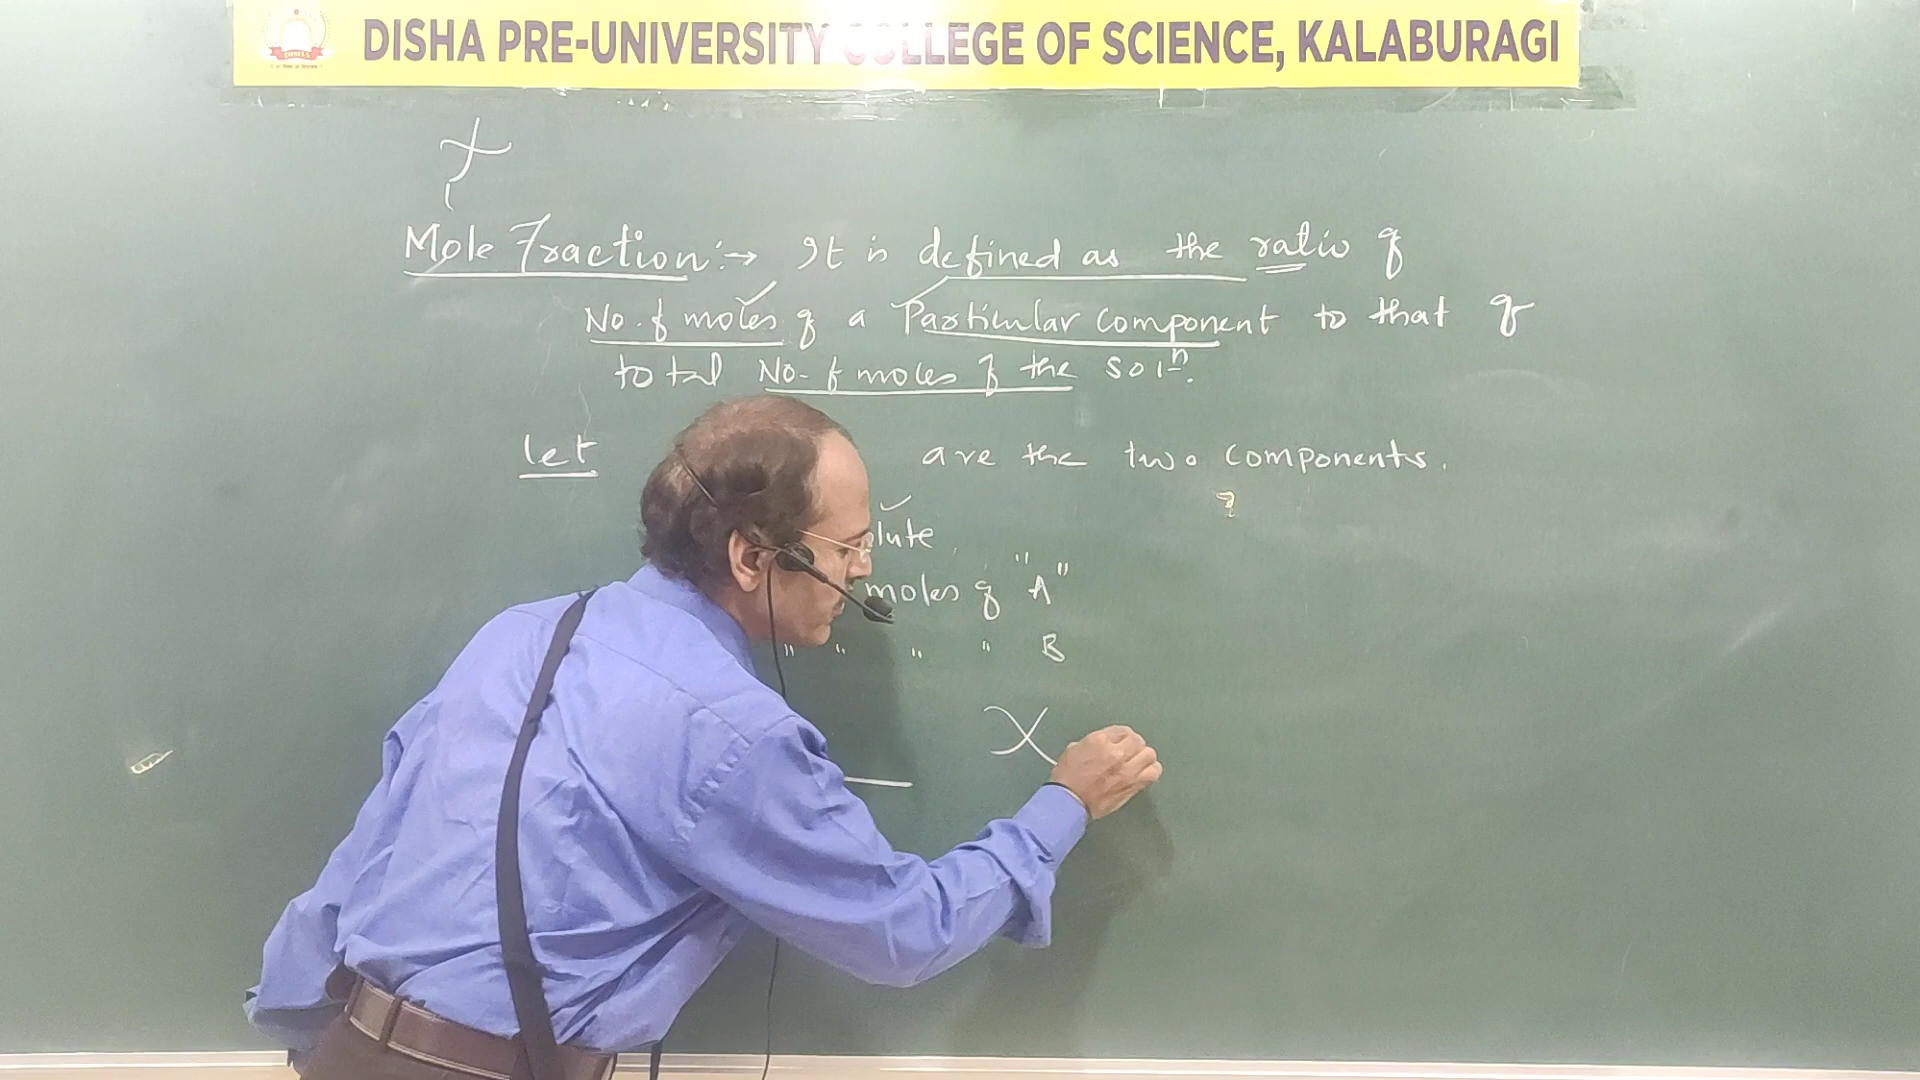 DISHA PRE-UNIVERSITY COLLEGE OF SCIENCE, KALABURAGI
DISHA
χ
Mole Fraction:→ It is defined as the ratio of
No. of moles of a Particular component to that of
total No. of moles of the solⁿ.
let are the two components.
lute
moles of "A"
" " " " B
X